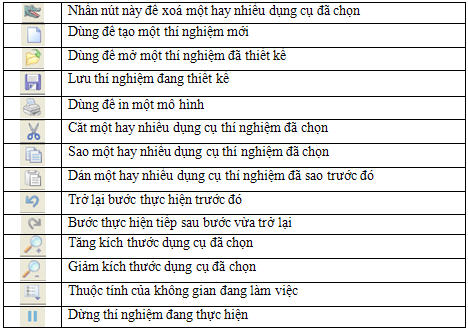 Nhấn nút này để xoá một hay nhiều dụng cụ đã chọn
Dùng để tạo một thí nghiệm mới
Dùng để mở một thí nghiệm đã thiết kế
Lưu thí nghiệm đang thiết kế
Dùng để in một mô hình
Cắt một hay nhiều dụng cụ thí nghiệm đã chọn
Sao một hay nhiều dụng cụ thí nghiệm đã chọn
Dán một hay nhiều dụng cụ thí nghiệm đã sao trước đó
Trở lại bước thực hiện trước đó
Bước thực hiện tiếp sau bước vừa trở lại
Tăng kích thước dụng cụ đã chọn
Giảm kích thước dụng cụ đã chọn
Thuộc tính của không gian đang làm việc
Dừng thí nghiệm đang thực hiện